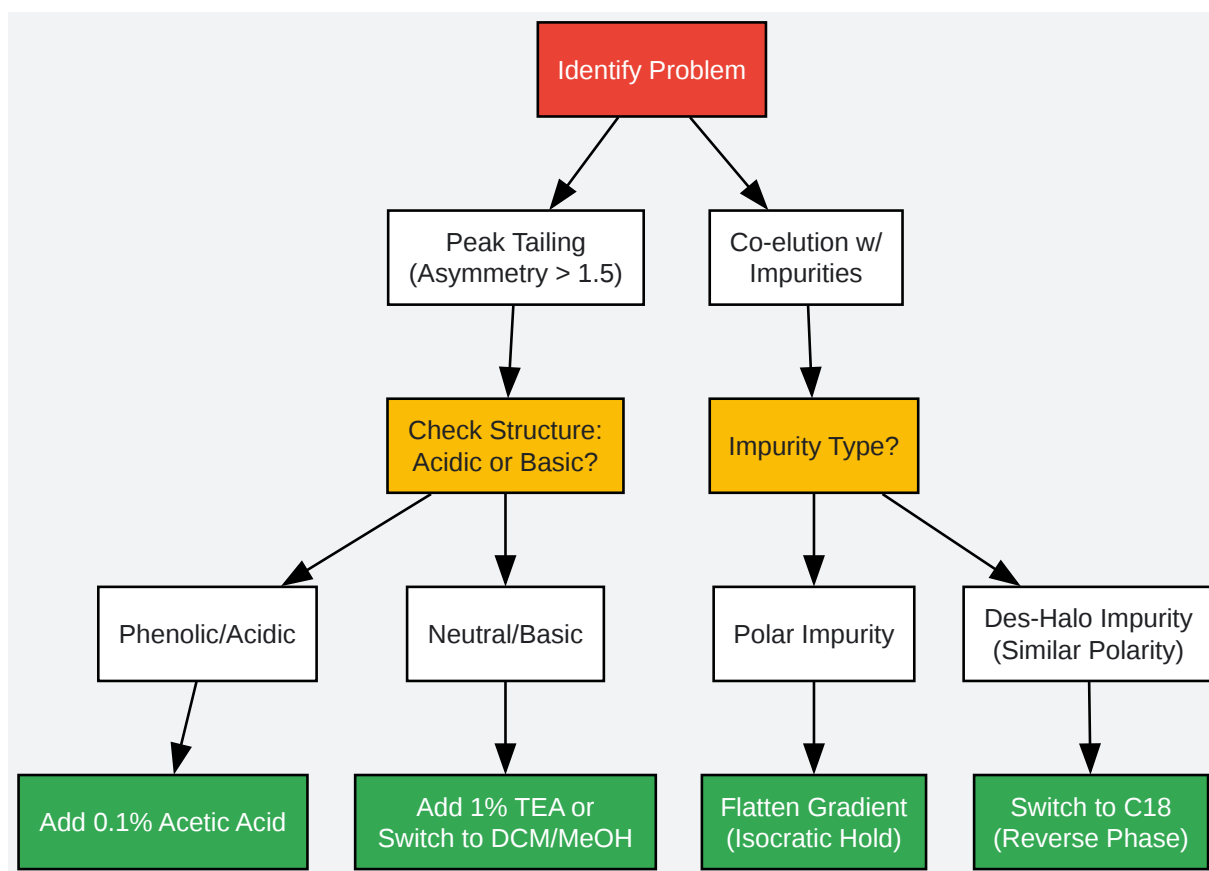 Identify Problem
Peak Tailing
(Asymmetry > 1.5)
Co-elution w/
Impurities
Check Structure:
Acidic or Basic?
Impurity Type?
Phenolic/Acidic
Neutral/Basic
Polar Impurity
Des-Halo Impurity
(Similar Polarity)
Add 0.1% Acetic Acid
Add 1% TEA or
Switch to DCM/MeOH
Flatten Gradient
(Isocratic Hold)
Switch to C18
(Reverse Phase)